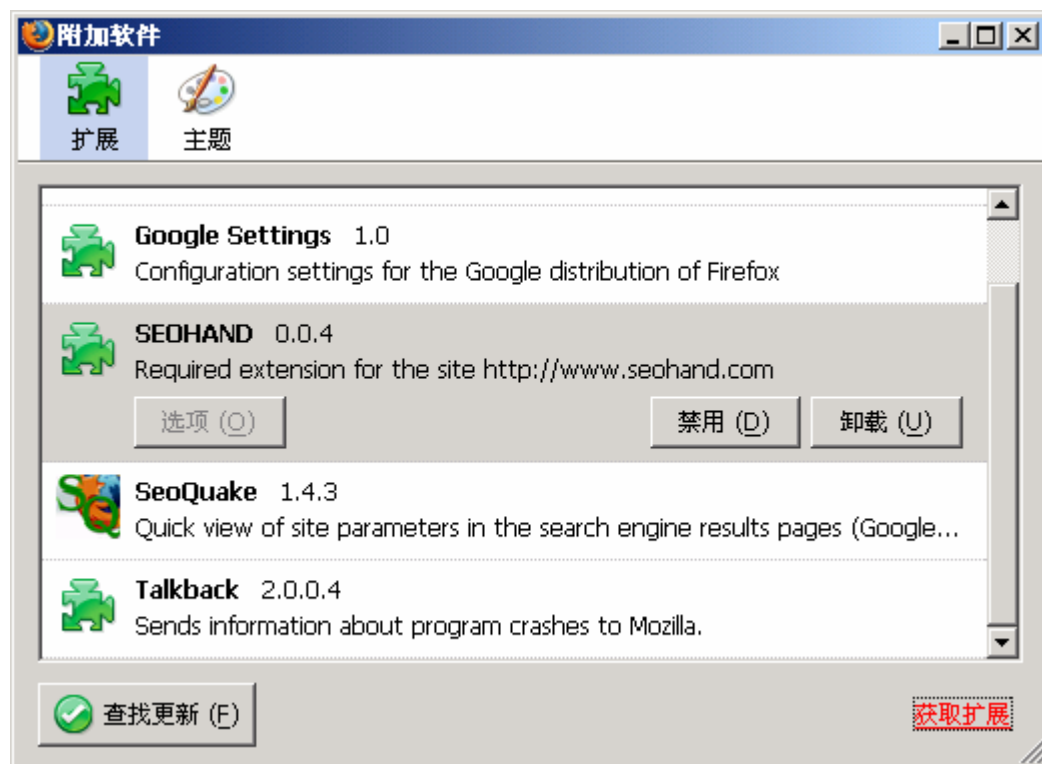 附加软件
扩展 主题
Google Settings 1.0
Configuration settings for the Google distribution of Firefox
SEOHAND 0.0.4
Required extension for the site http://www.seohand.com
选项 (O) 禁用 (D) 卸载 (U)
SQ
SeoQuake 1.4.3
Quick view of site parameters in the search engine results pages (Google...
Talkback 2.0.0.4
Sends information about program crashes to Mozilla.
查找更新 (F) 获取扩展